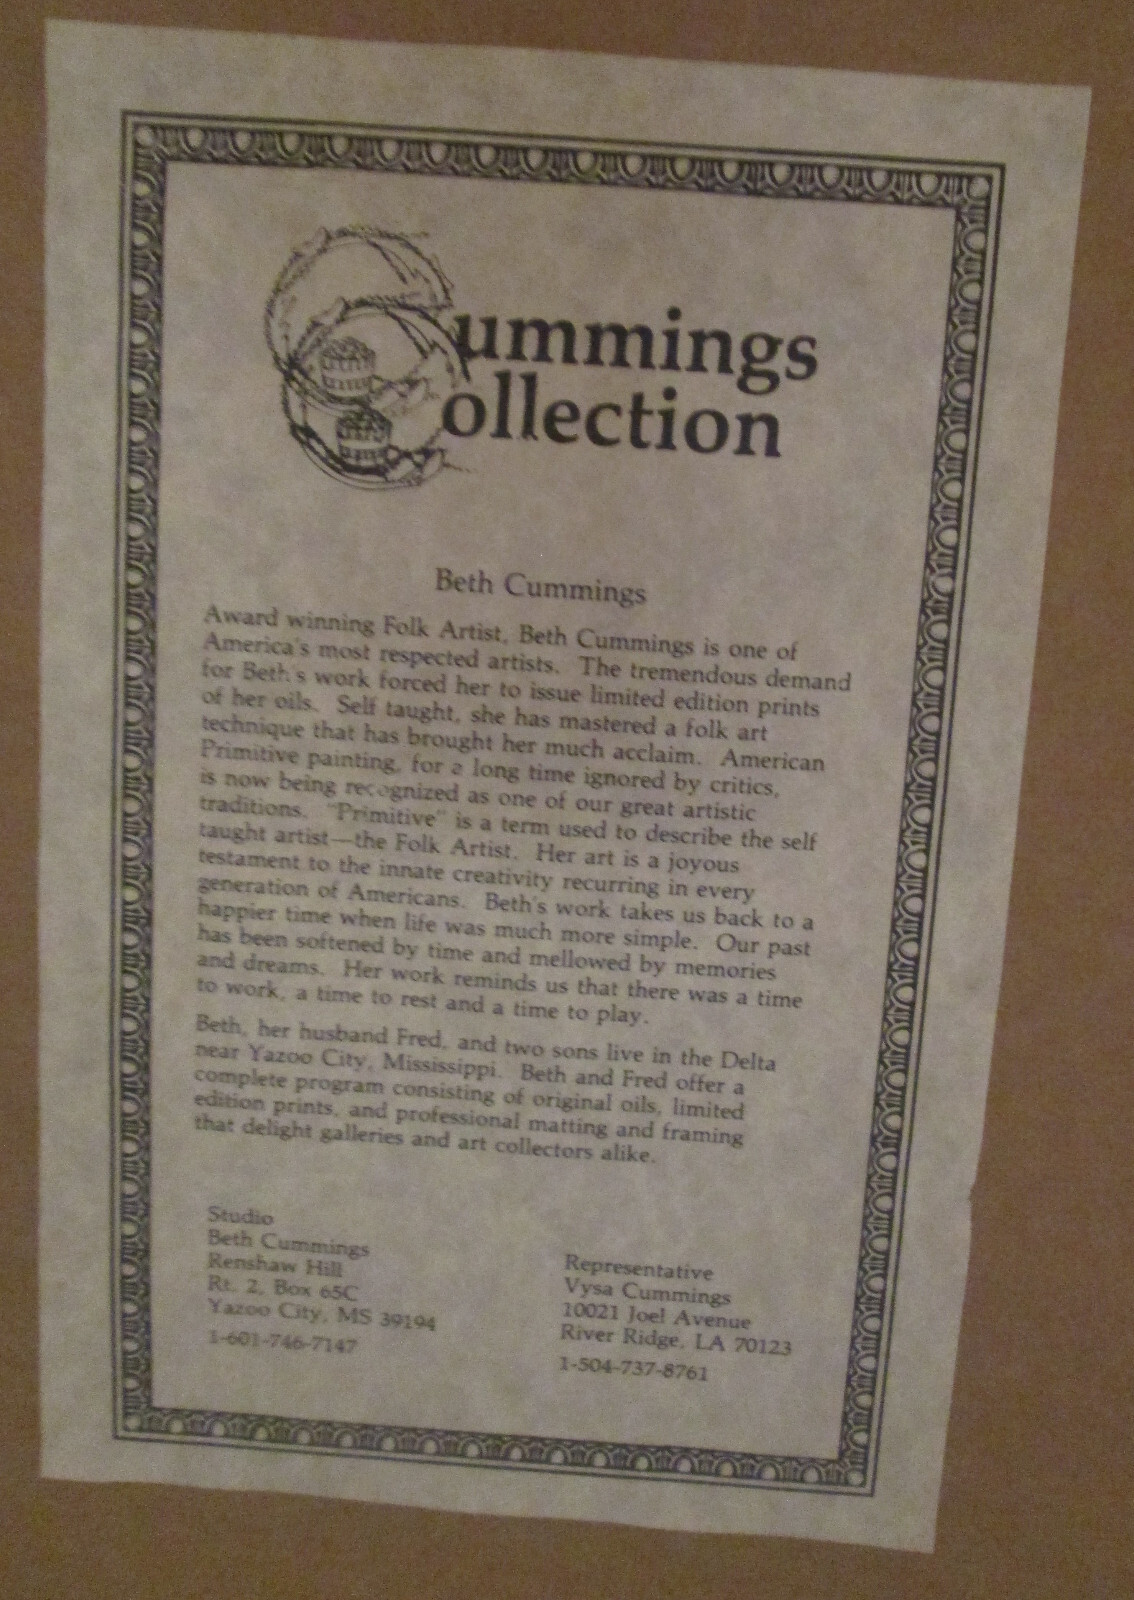 Cummings
Collection
Beth Cummings
Award winning Folk Artist, Beth Cummings is one of
America's most respected artists. The tremendous demand
for Beth's work forced her to issue limited edition prints
of her oils. Self taught, she has mastered a folk art
technique that has brought her much acclaim. American
Primitive painting, for a long time ignored by critics,
is now being recognized as one of our great artistic
traditions. "Primitive" is a term used to describe the self
taught artist—the Folk Artist. Her art is a joyous
testament to the innate creativity recurring in every
generation of Americans. Beth's work takes us back to a
happier time when life was much more simple. Our past
has been softened by time and mellowed by memories
and dreams. Her work reminds us that there was a time
to work, a time to rest and a time to play.
Beth, her husband Fred, and two sons live in the Delta
near Yazoo City, Mississippi. Beth and Fred offer a
complete program consisting of original oils, limited
edition prints, and professional matting and framing
that delight galleries and art collectors alike.
Studio
Beth Cummings
Renshaw Hill
Rt. 2, Box 65C
Yazoo City, MS 39194
1-601-746-7147
Representative
Vysa Cummings
10021 Joel Avenue
River Ridge, LA 70123
1-504-737-8761